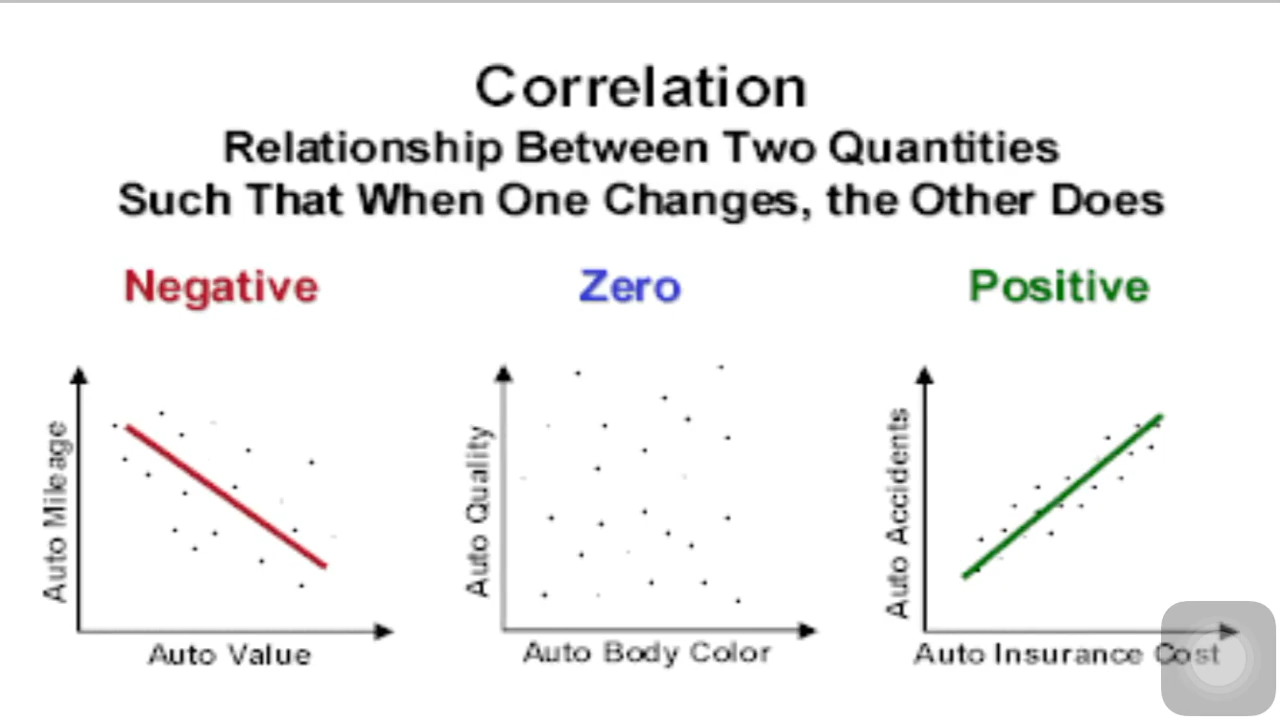 Correlation
Relationship Between Two Quantities
Such That When One Changes, the Other Does
Negative
Zero
Positive
Auto Mileage
Auto Value
Auto Quality
Auto Body Color
Auto Accidents
Auto Insurance Cost